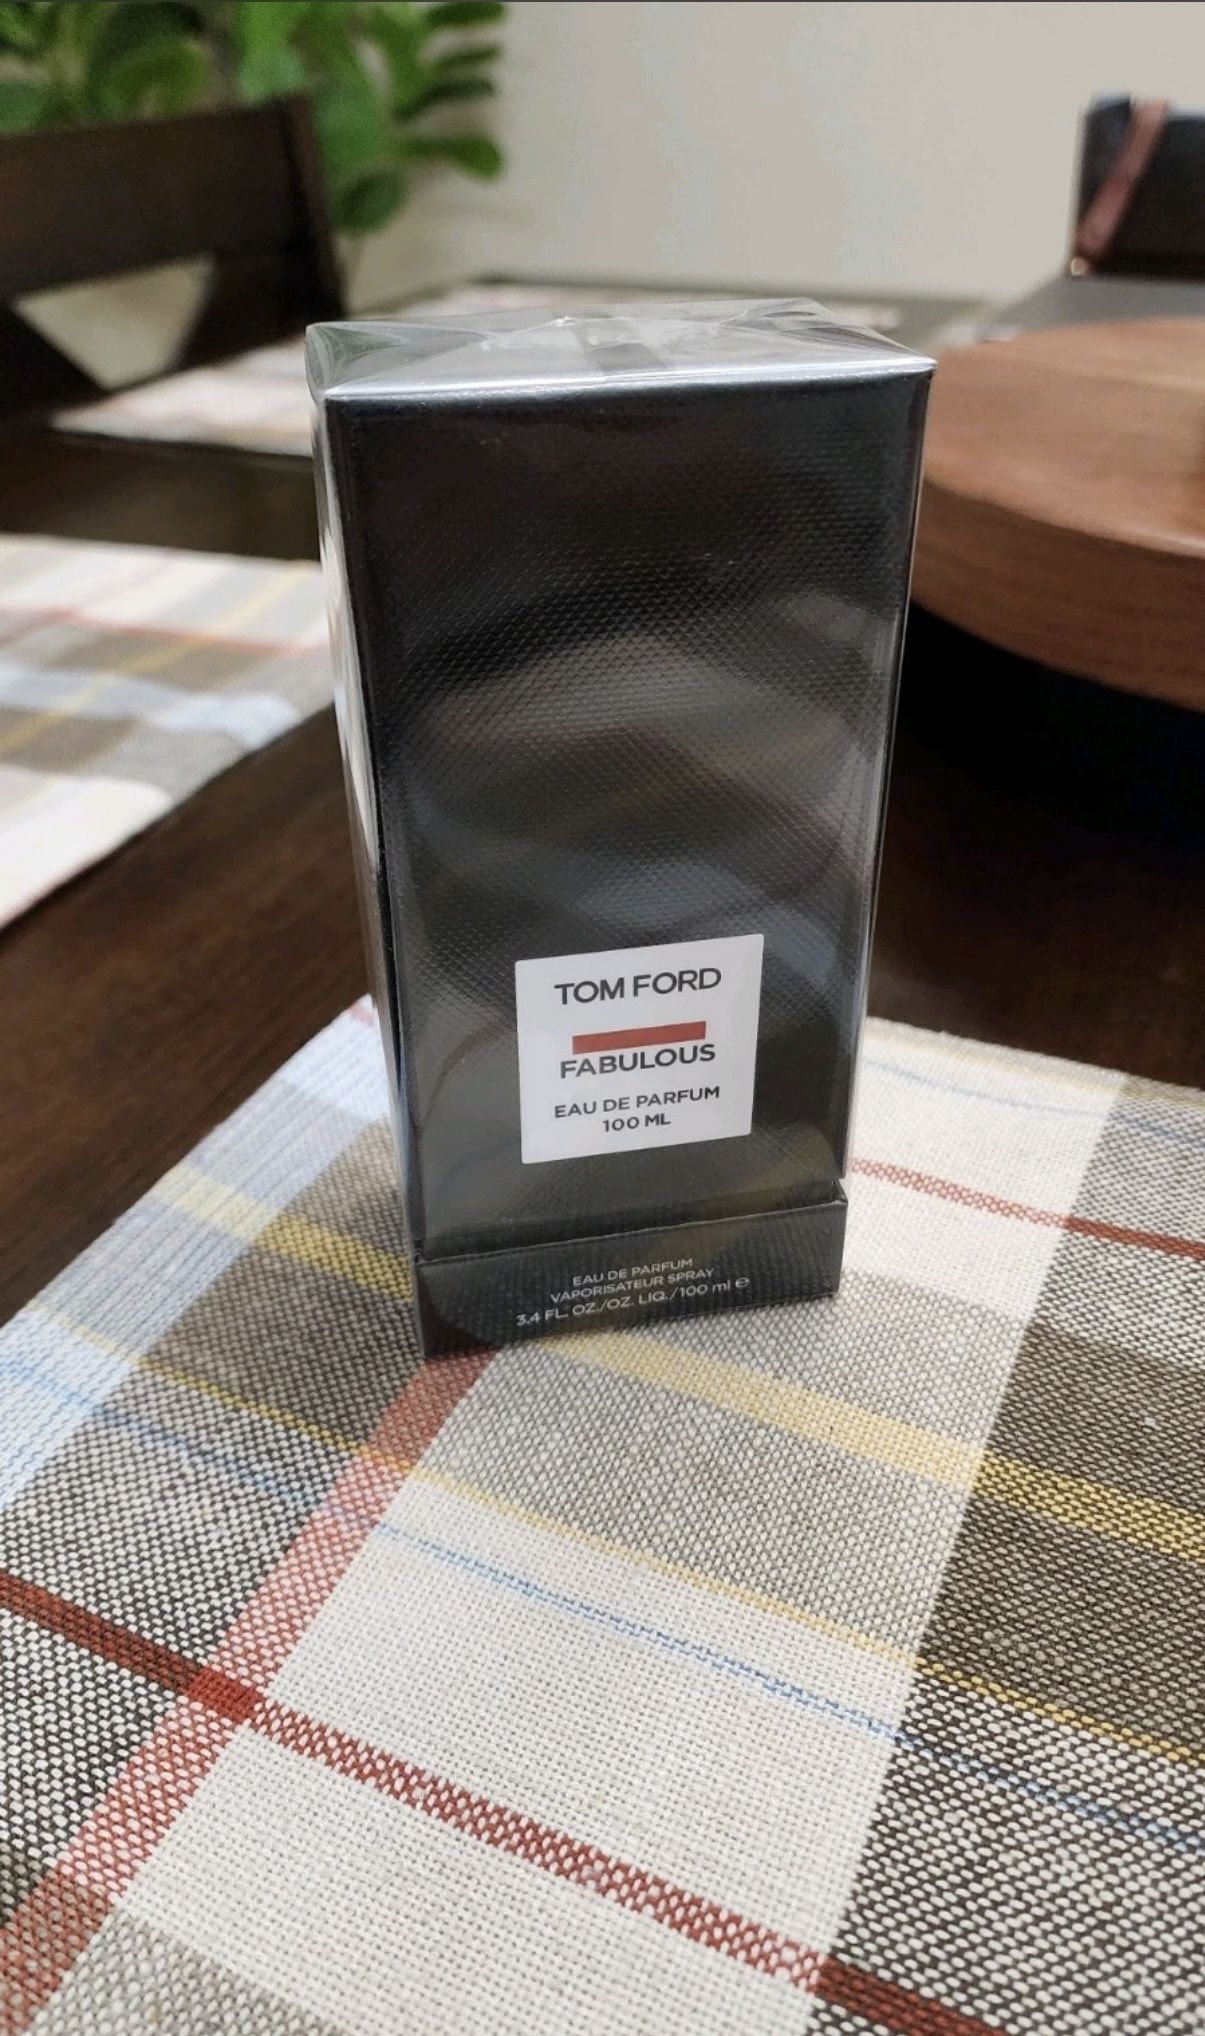 TOM FORD
FABULOUS
EAU DE PARFUM
100 ML
EAU DE PARFUM
VAPORISATEUR SPRAY
3.4 FL. OZ./OZ. LIQ./100 ml ℮